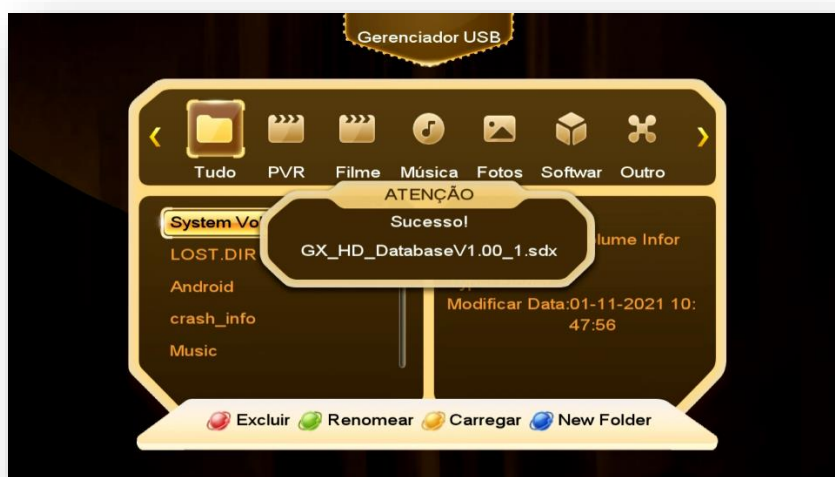 Gerenciador USB
Tudo PVR Filme Música Fotos Softwar Outro
ATENÇÃO
Sucesso!
GX_HD_DatabaseV1.00_1.sdx
System Vo
lume Infor
LOST.DIR
Android
Modificar Data:01-11-2021 10:
47:56
crash_info
Music
Excluir Renomear Carregar New Folder